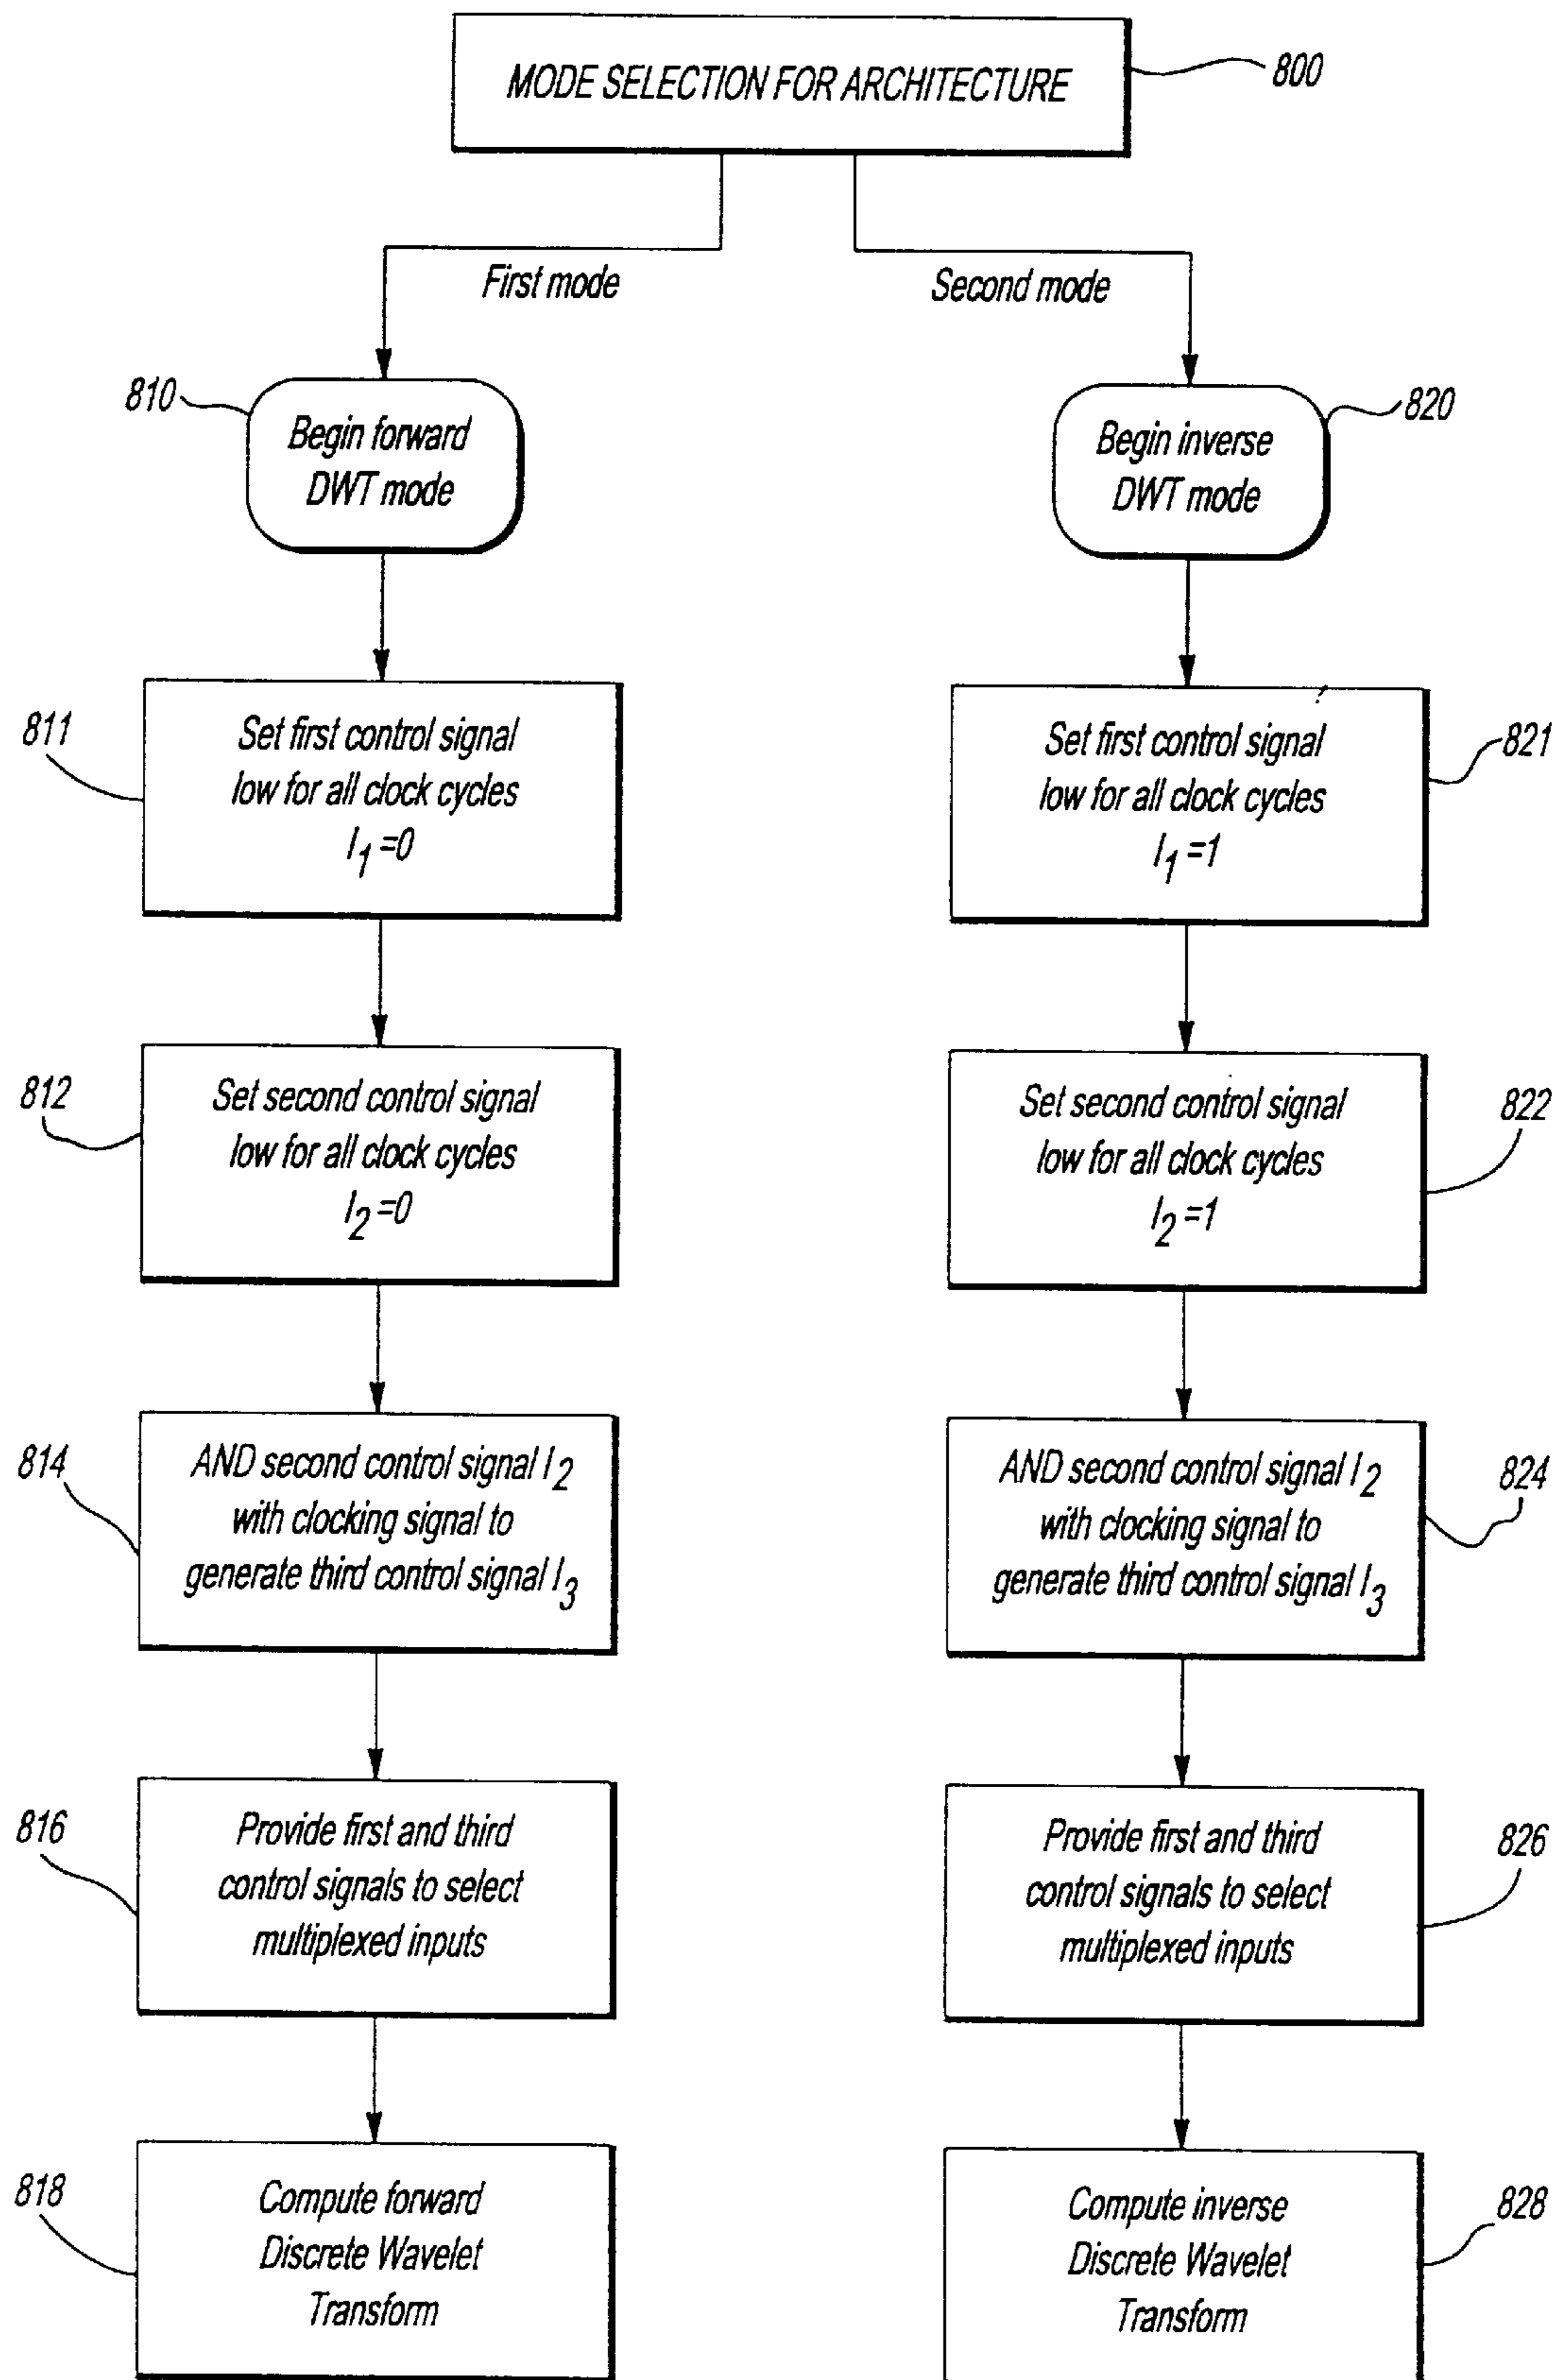 MODE SELECTION FOR ARCHITECTURE
800
First mode
Second mode
810
Begin forward
DWT mode
820
Begin inverse
DWT mode
811
Set first control signal
low for all clock cycles
I1 =0
821
Set first control signal
low for all clock cycles
I1 =1
812
Set second control signal
low for all clock cycles
I2 =0
822
Set second control signal
low for all clock cycles
I2 =1
814
AND second control signal I2
with clocking signal to
generate third control signal I3
824
AND second control signal I2
with clocking signal to
generate third control signal I3
816
Provide first and third
control signals to select
multiplexed inputs
826
Provide first and third
control signals to select
multiplexed inputs
818
Compute forward
Discrete Wavelet
Transform
828
Compute inverse
Discrete Wavelet
Transform